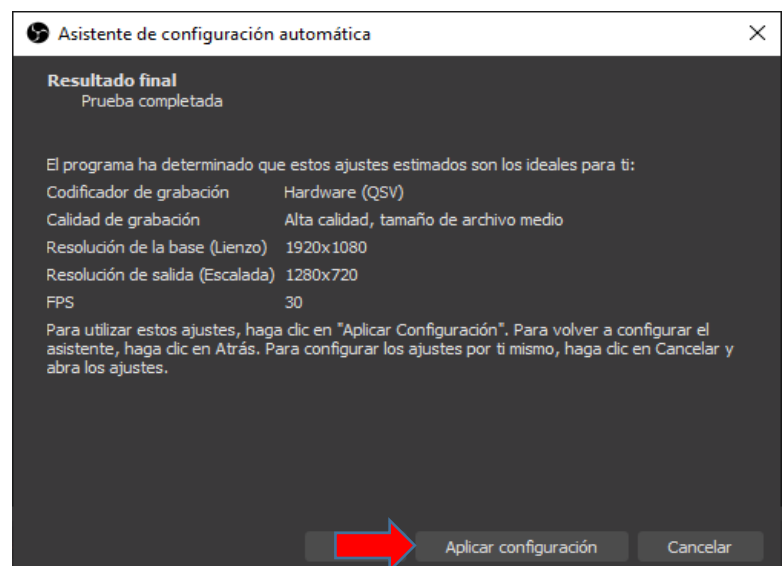 Asistente de configuración automática
Resultado final
Prueba completada
El programa ha determinado que estos ajustes estimados son los ideales para ti:
Codificador de grabación Hardware (QSV)
Calidad de grabación Alta calidad, tamaño de archivo medio
Resolución de la base (Lienzo) 1920x1080
Resolución de salida (Escalada) 1280x720
FPS 30
Para utilizar estos ajustes, haga clic en "Aplicar Configuración". Para volver a configurar el
asistente, haga clic en Atrás. Para configurar los ajustes por ti mismo, haga clic en Cancelar y
abra los ajustes.
Aplicar configuración Cancelar